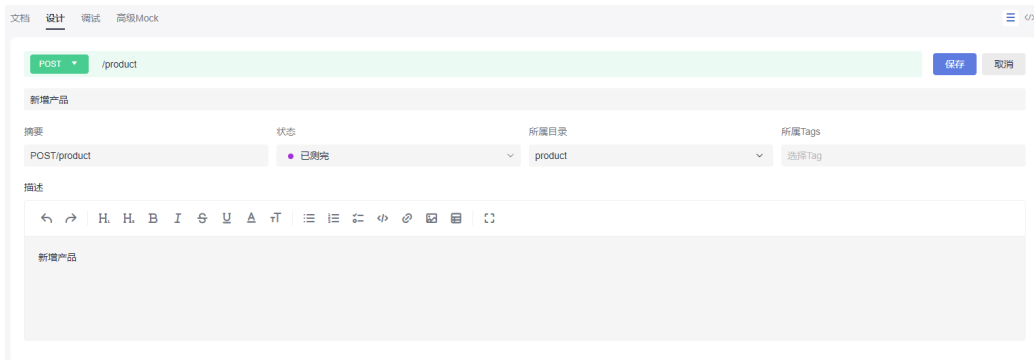 文档 设计 调试 高级Mock
POST /product 保存 取消
新增产品
摘要 状态 所属目录 所属Tags
POST/product 已测完 product 选择Tag
描述
新增产品